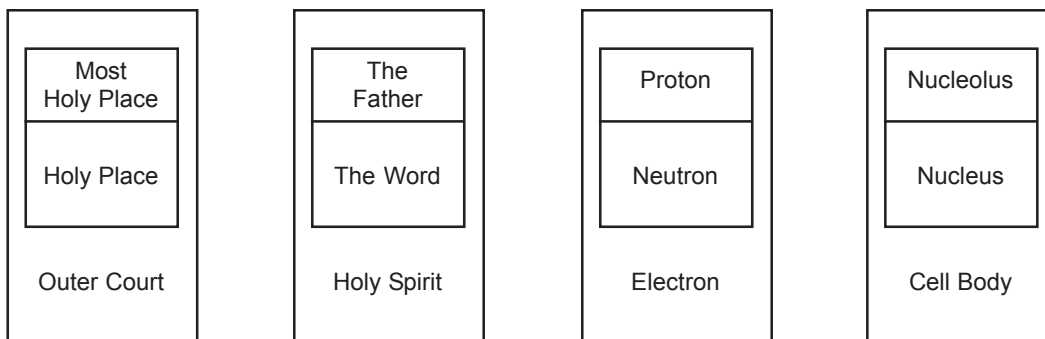 Most
Holy Place
Holy Place
Outer Court
The
Father
The Word
Holy Spirit
Proton
Neutron
Electron
Nucleolus
Nucleus
Cell Body